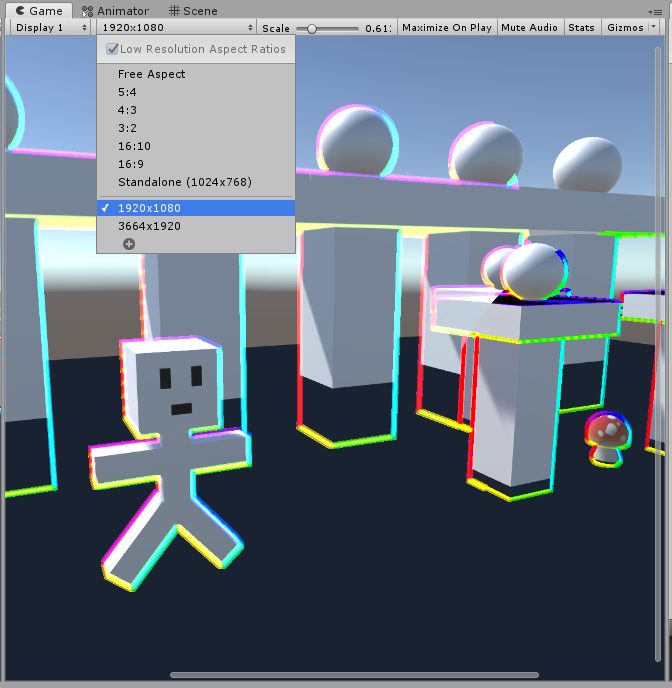 Game Animator Scene
Display 1 1920x1080 Scale 0.61 Maximize On Play Mute Audio Stats Gizmos
Low Resolution Aspect Ratios
Free Aspect
5:4
4:3
3:2
16:10
16:9
Standalone (1024x768)
1920x1080
3664x1920